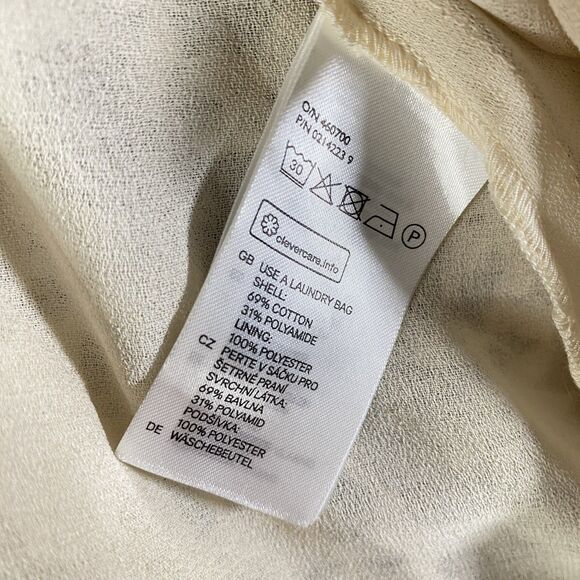 O/N 460700
P/N 0214223 9
30
P
clevercare.info
GB USE A LAUNDRY BAG
SHELL:
69% COTTON
31% POLYAMIDE
LINING:
100% POLYESTER
CZ PERTE V SÁČKU PRO
ŠETRNÉ PRANÍ
SVRCHNÍ LÁTKA:
69% BAVLNA
31% POLYAMID
PODŠÍVKA:
100% POLYESTER
DE WÄSCHEBEUTEL